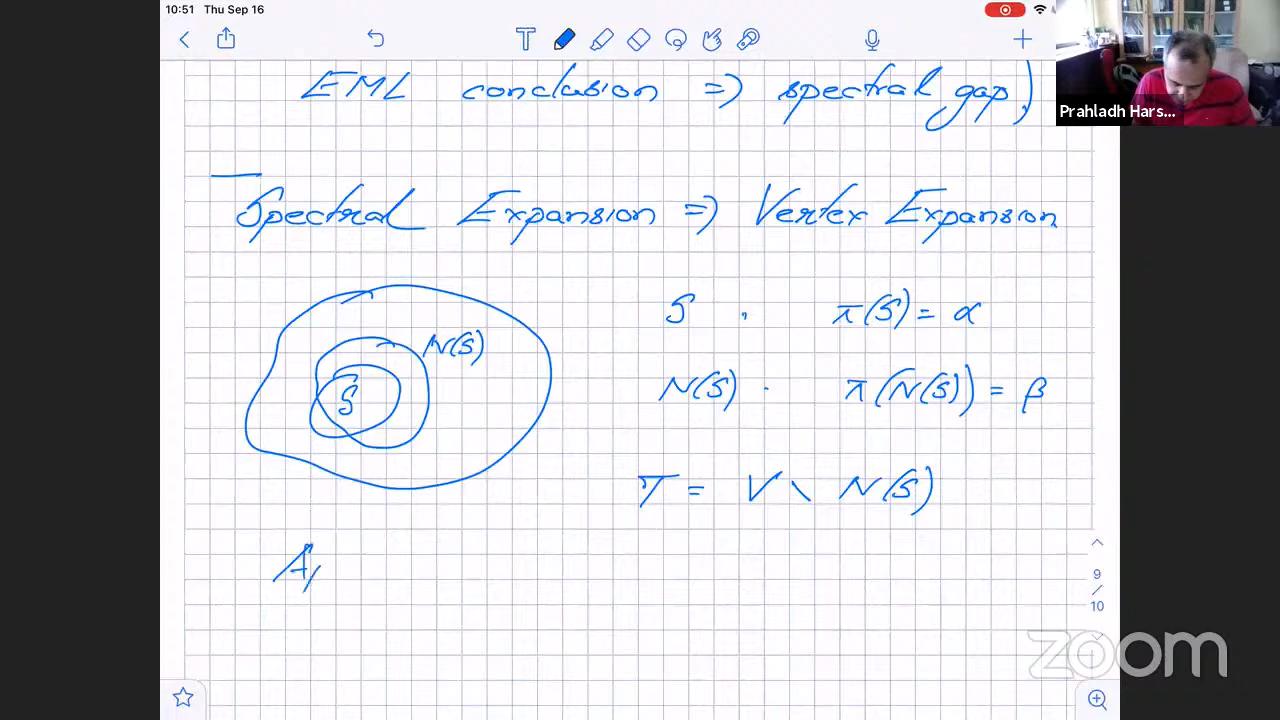 10:51 Thu Sep 16
EML conclusion => spectral gap)
Prahladh Hars...
Spectral Expansion => Vertex Expansion
S . π(S) = α
N(S)
S
N(S) . π(N(S)) = β
T = V \ N(S)
A
9
/
10
zoom